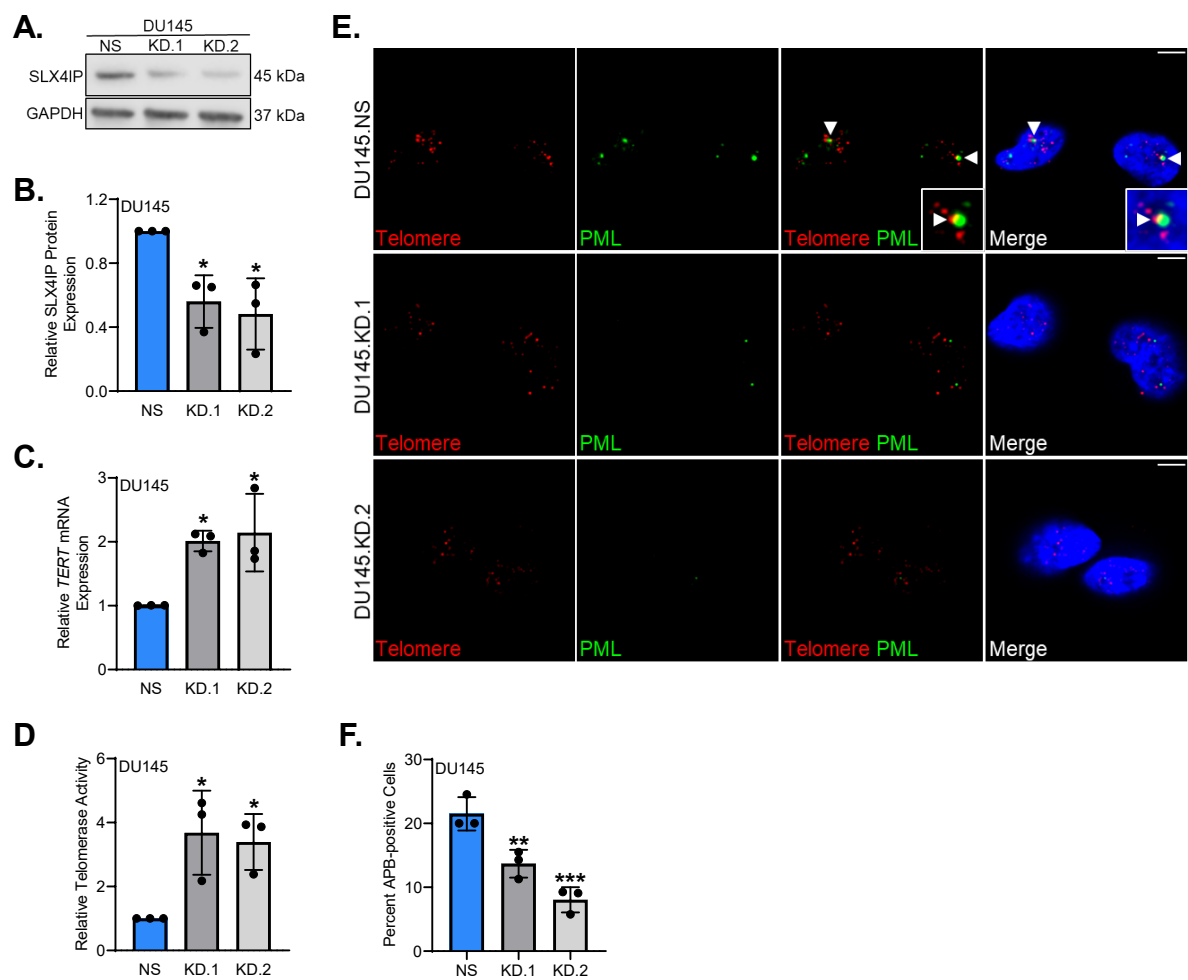 A.
DU145
NS KD.1 KD.2
SLX4IP 45 kDa
GAPDH 37 kDa
B.
Relative SLX4IP Protein
Expression
DU145
1.2
0.8
0.4
0.0
* *
NS KD.1 KD.2
C.
Relative TERT mRNA
Expression
DU145
3
2
1
0
* *
NS KD.1 KD.2
D
Relative Telomerase Activity
DU145
6
4
2
0
* *
NS KD.1 KD.2
E.
DU145.NS
Telomere PML Telomere PML Merge
DU145.KD.1
Telomere PML Telomere PML Merge
DU145.KD.2
Telomere PML Telomere PML Merge
F.
Percent APB-positive Cells
DU145
30
20
10
0
** ***
NS KD.1 KD.2